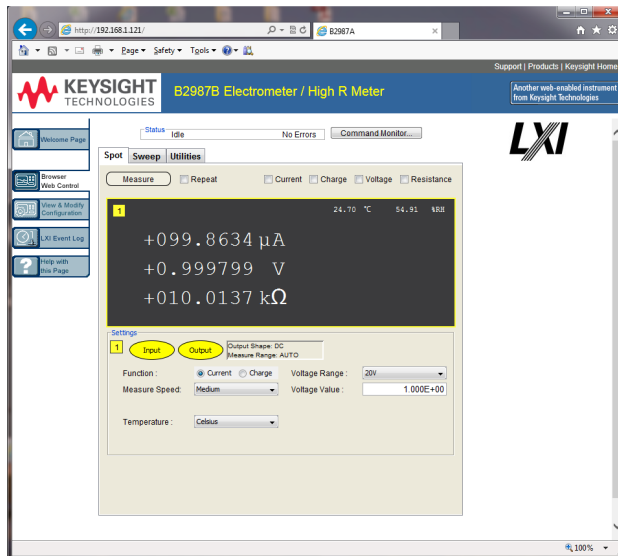 http://192.168.1.121/
B2987A
Page Safety Tools
Support | Products | Keysight Home
KEYSIGHT
TECHNOLOGIES
B2987B Electrometer / High R Meter
Another web-enabled instrument
from Keysight Technologies
Welcome Page
Browser
Web Control
View & Modify
Configuration
LXI Event Log
Help with
this Page
LXI
Status
Idle No Errors Command Monitor...
Spot Sweep Utilities
Measure Repeat Current Charge Voltage Resistance
1 24.70 °C 54.91 %RH
+099.8634 μA
+0.999799 V
+010.0137 kΩ
Settings
1 Input Output
Output Shape: DC
Measure Range: AUTO
Function : Current Charge Voltage Range : 20V
Measure Speed: Medium Voltage Value : 1.000E+00
Temperature : Celsius
100%